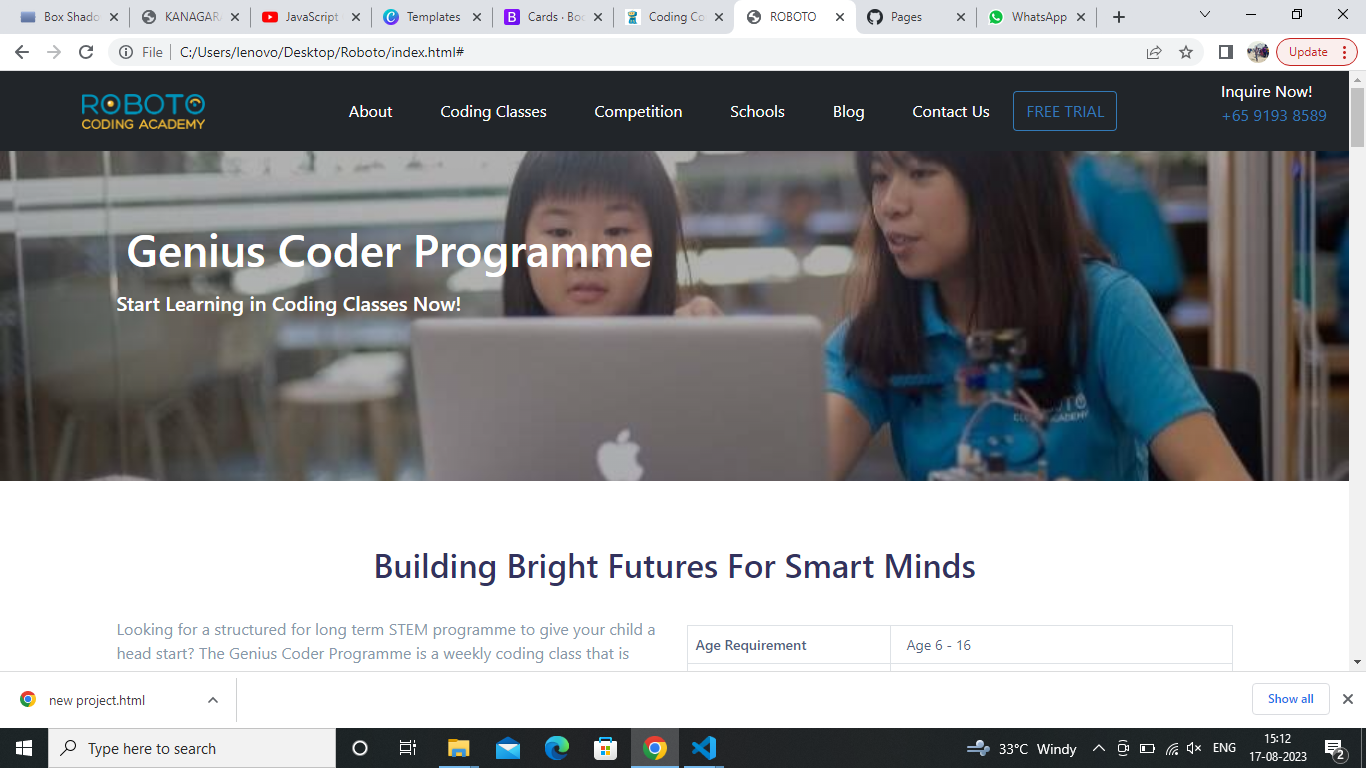 Box Shado
KANAGAR
JavaScript
Templates
Cards · Boo
Coding Co
ROBOTO
Pages
WhatsApp
File
C:/Users/lenovo/Desktop/Roboto/index.html#
Update
ROBOTO
CODING ACADEMY
About
Coding Classes
Competition
Schools
Blog
Contact Us
FREE TRIAL
Inquire Now!
+65 9193 8589
Genius Coder Programme
Start Learning in Coding Classes Now!
CODING ACADEMY
Building Bright Futures For Smart Minds
Looking for a structured for long term STEM programme to give your child a
head start? The Genius Coder Programme is a weekly coding class that is
Age Requirement
Age 6 - 16
new project.html
Show all
Type here to search
33°C Windy
ENG
15:12
17-08-2023
2